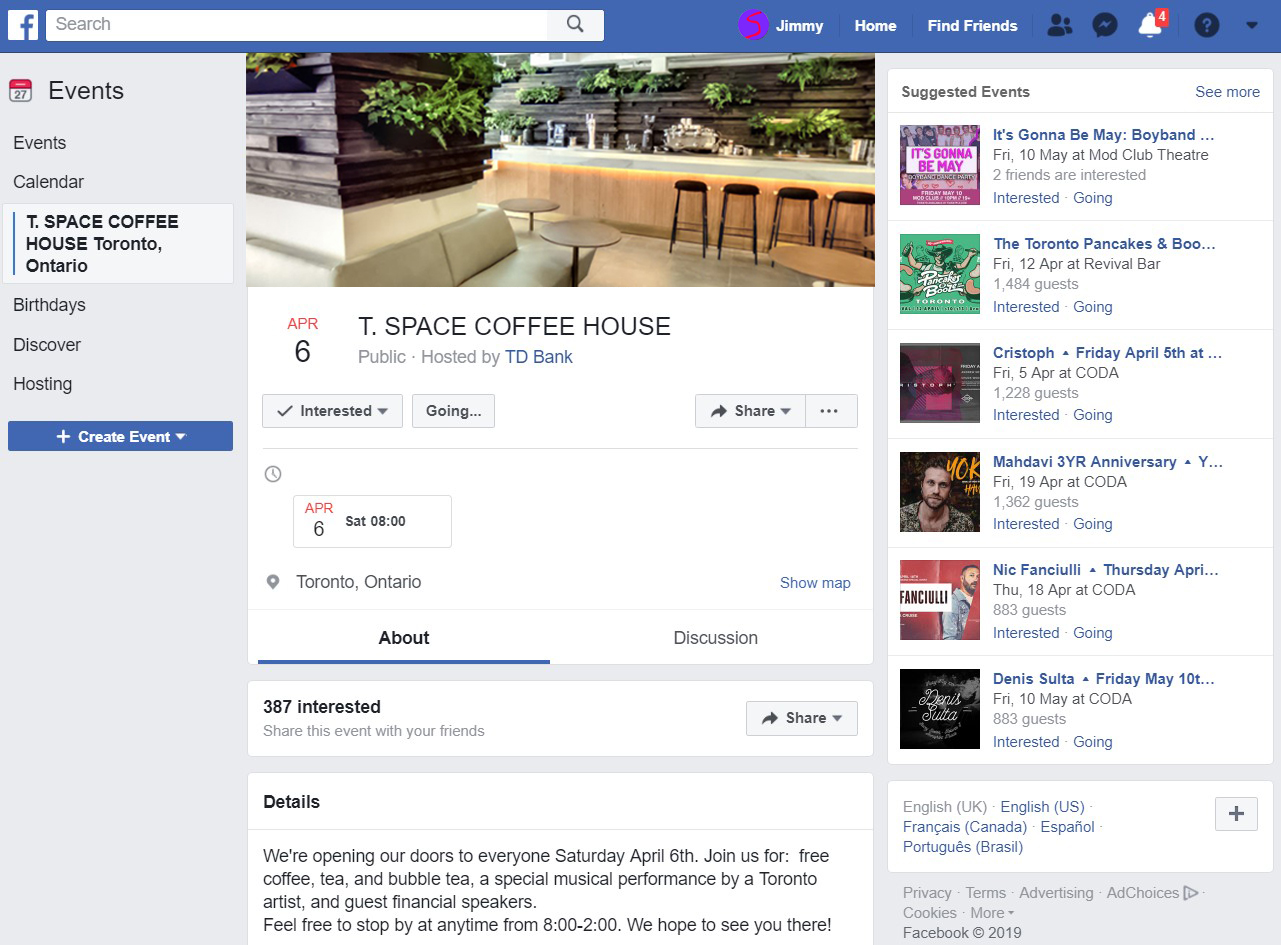 f
Search
Jimmy
Home
Find Friends
4
?
27
Events
Events
Calendar
T. SPACE COFFEE
HOUSE Toronto,
Ontario
Birthdays
Discover
Hosting
+ Create Event
APR
6
T. SPACE COFFEE HOUSE
Public · Hosted by TD Bank
Interested
Going...
Share
APR
6
Sat 08:00
Toronto, Ontario
Show map
About
Discussion
387 interested
Share this event with your friends
Share
Details
We're opening our doors to everyone Saturday April 6th. Join us for:  free
coffee, tea, and bubble tea, a special musical performance by a Toronto
artist, and guest financial speakers.
Feel free to stop by at anytime from 8:00-2:00. We hope to see you there!
Suggested Events
See more
IT'S GONNA
BE MAY
BOYBAND DANCE PARTY
FRIDAY MAY 10
It's Gonna Be May: Boyband ...
Fri, 10 May at Mod Club Theatre
2 friends are interested
Interested · Going
Pancakes
Booze
TORONTO
The Toronto Pancakes & Boo...
Fri, 12 Apr at Revival Bar
1,484 guests
Interested · Going
RISTOPH
Cristoph ▲ Friday April 5th at ...
Fri, 5 Apr at CODA
1,228 guests
Interested · Going
YOK
Mahdavi 3YR Anniversary ▲ Y...
Fri, 19 Apr at CODA
1,362 guests
Interested · Going
FANCIULLI
Nic Fanciulli ▲ Thursday Apri...
Thu, 18 Apr at CODA
883 guests
Interested · Going
Denis
Sulta
Denis Sulta ▲ Friday May 10t...
Fri, 10 May at CODA
883 guests
Interested · Going
English (UK) · English (US) ·
Français (Canada) · Español ·
Português (Brasil)
+
Privacy · Terms · Advertising · AdChoices ·
Cookies · More
Facebook © 2019